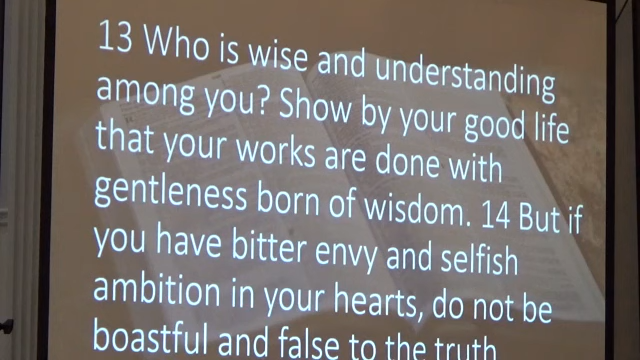 13 Who is wise and understanding
among you? Show by your good life
that your works are done with
gentleness born of wisdom. 14 But if
you have bitter envy and selfish
ambition in your hearts, do not be
boastful and false to the truth